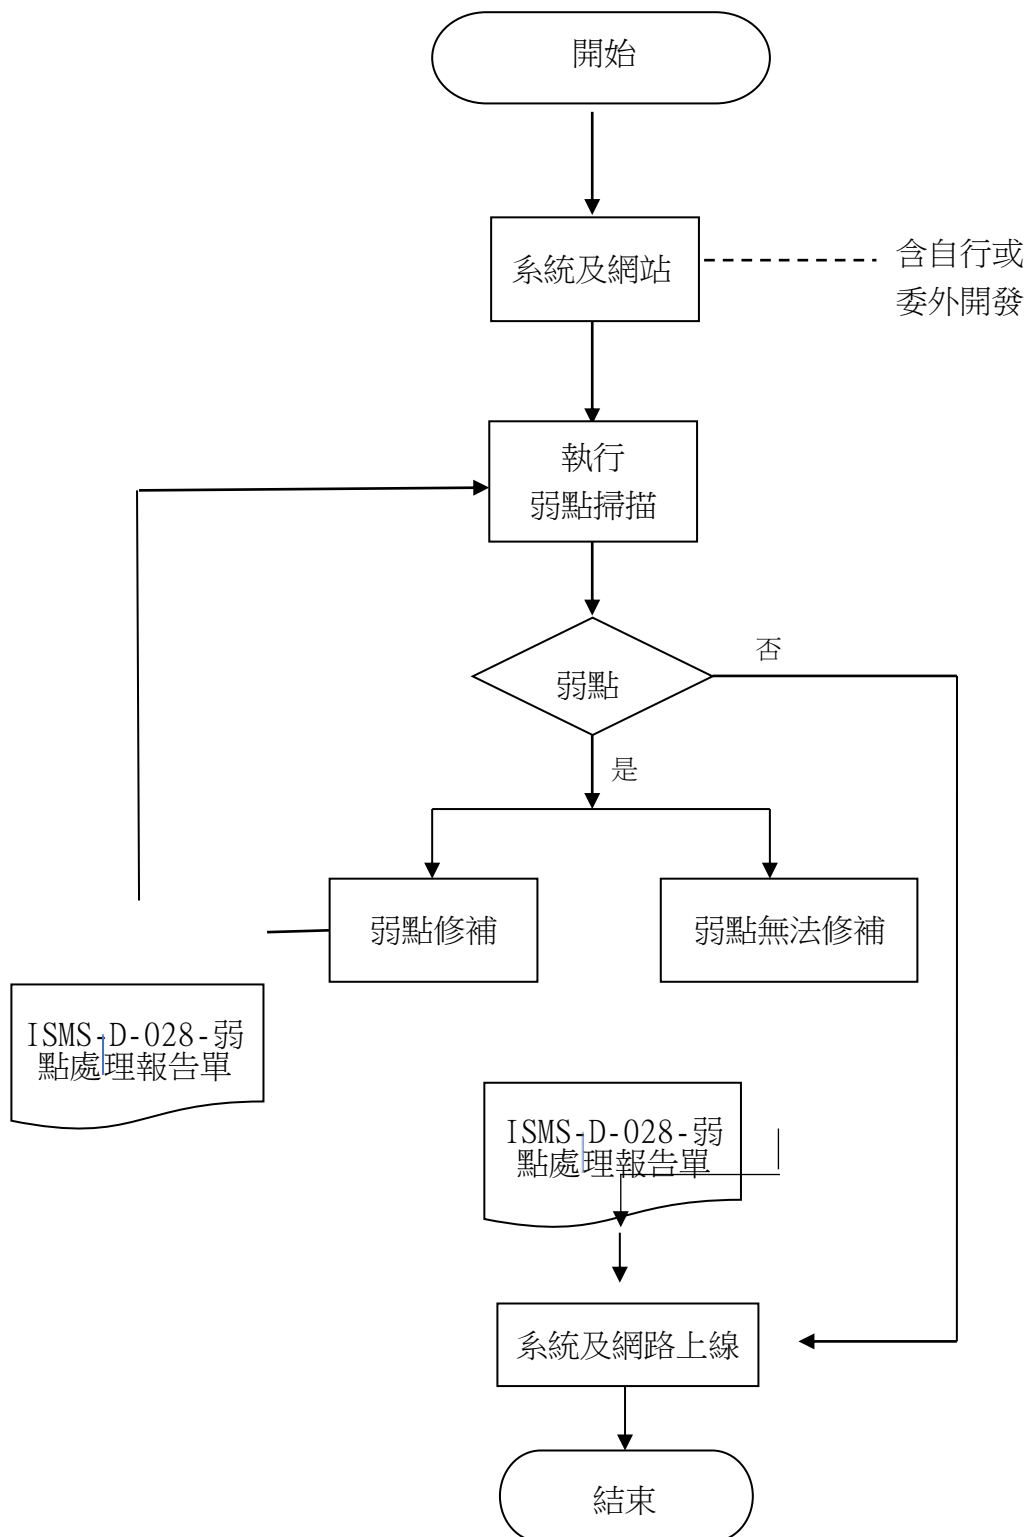 開始
系統及網站
含自行或
委外開發
執行
弱點掃描
否
弱點
是
弱點修補
弱點無法修補
ISMS-D-028-弱
點處理報告單
ISMS-D-028-弱
點處理報告單
系統及網路上線
結束